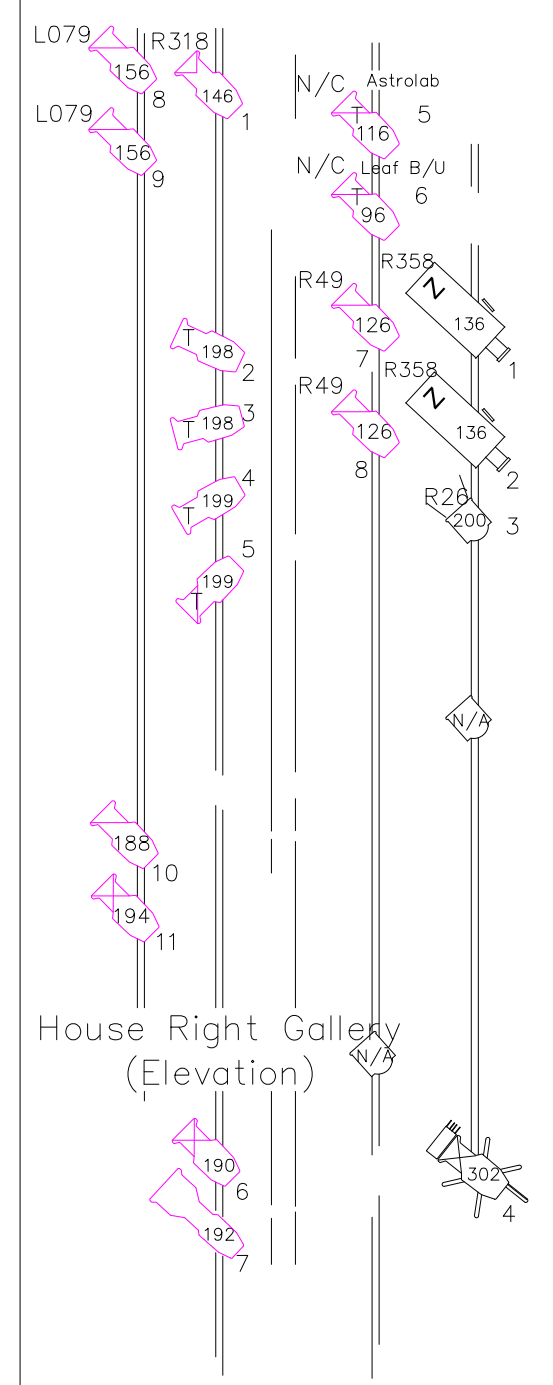 L079
R318
156
146
8
1
N/C Astrolab
T
5
116
L079
156
9
N/C Leaf B/U
T
6
96
R358
N
R49
136
126
7
1
T
198
2
R358
N
R49
136
126
8
2
3
T
198
4
T
199
R26
200
3
5
T
199
N/A
188
10
194
11
House Right Gallery
(Elevation)
N/A
190
6
302
4
192
7